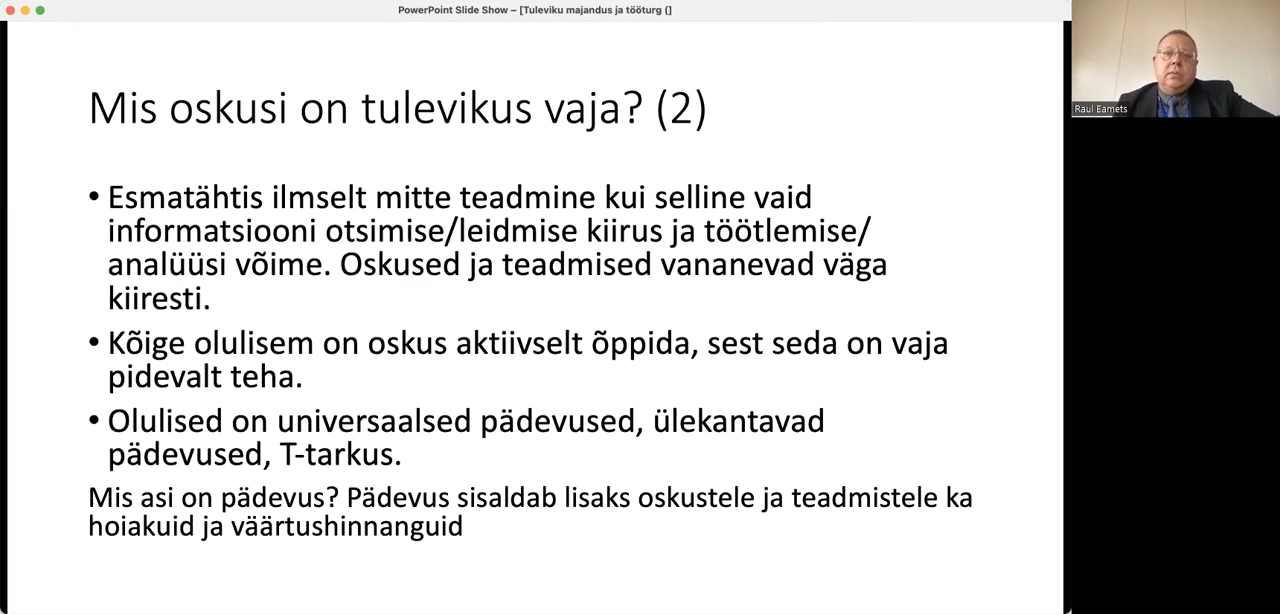 PowerPoint Slide Show – [Tuleviku majandus ja tööturg (]
Mis oskusi on tulevikus vaja? (2)
• Esmatähtis ilmselt mitte teadmine kui selline vaid
informatsiooni otsimise/leidmise kiirus ja töötlemise/
analüüsi võime. Oskused ja teadmised vananevad väga
kiiresti.
• Kõige olulisem on oskus aktiivselt õppida, sest seda on vaja
pidevalt teha.
• Olulised on universaalsed pädevused, ülekantavad
pädevused, T-tarkus.
Mis asi on pädevus? Pädevus sisaldab lisaks oskustele ja teadmistele ka
hoiakuid ja väärtushinnanguid
Raul Eamets